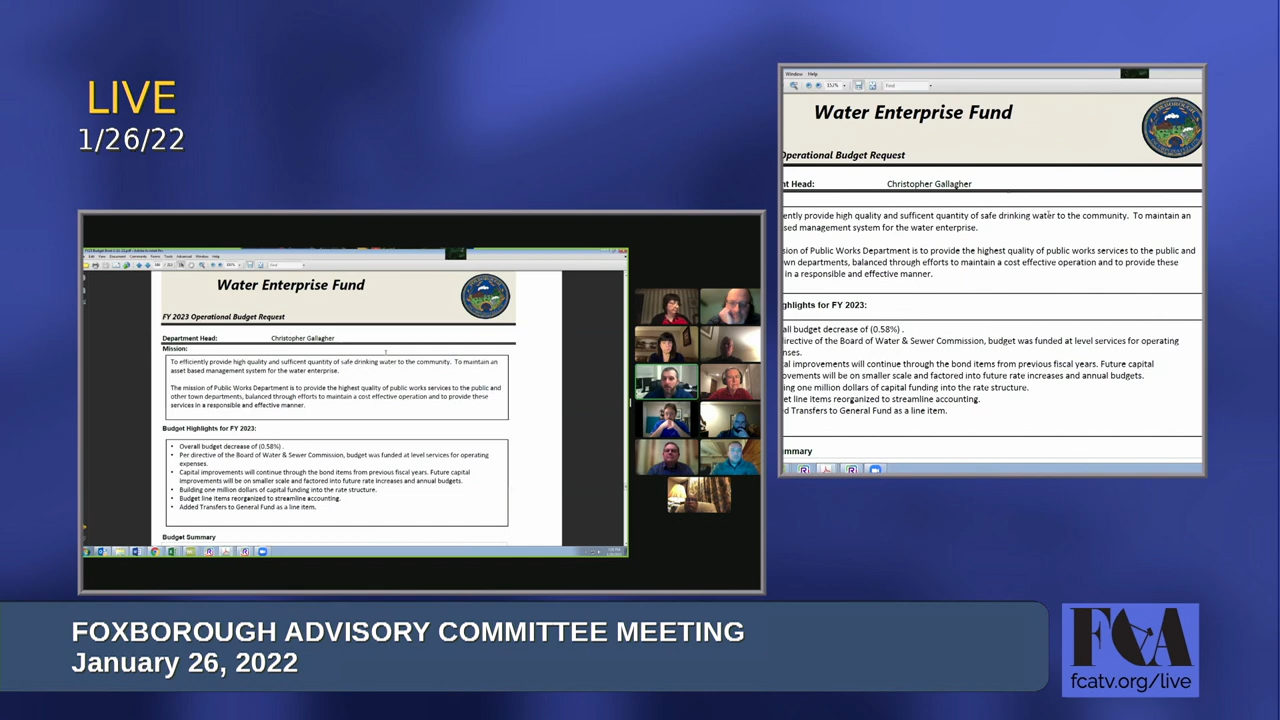 LIVE
1/26/22
Water Enterprise Fund
FY 2023 Operational Budget Request
Department Head: Christopher Gallagher
Mission:
To efficiently provide high quality and sufficent quantity of safe drinking water to the community. To maintain an
asset based management system for the water enterprise.
The mission of Public Works Department is to provide the highest quality of public works services to the public and
other town departments, balanced through efforts to maintain a cost effective operation and to provide these
services in a responsible and effective manner.
Budget Highlights for FY 2023:
• Overall budget decrease of (0.58%) .
• Per directive of the Board of Water & Sewer Commission, budget was funded at level services for operating
expenses.
• Capital improvements will continue through the bond items from previous fiscal years. Future capital
improvements will be on smaller scale and factored into future rate increases and annual budgets.
• Building one million dollars of capital funding into the rate structure.
• Budget line items reorganized to streamline accounting.
• Added Transfers to General Fund as a line item.
Budget Summary
Window Help
152% Find
Water Enterprise Fund
Operational Budget Request
nt Head: Christopher Gallagher
ently provide high quality and sufficent quantity of safe drinking water to the community. To maintain an
sed management system for the water enterprise.
sion of Public Works Department is to provide the highest quality of public works services to the public and
wn departments, balanced through efforts to maintain a cost effective operation and to provide these
in a responsible and effective manner.
ghlights for FY 2023:
all budget decrease of (0.58%) .
directive of the Board of Water & Sewer Commission, budget was funded at level services for operating
nses.
al improvements will continue through the bond items from previous fiscal years. Future capital
ovements will be on smaller scale and factored into future rate increases and annual budgets.
ing one million dollars of capital funding into the rate structure.
et line items reorganized to streamline accounting.
d Transfers to General Fund as a line item.
mmary
FOXBOROUGH ADVISORY COMMITTEE MEETING
January 26, 2022
FCA
fcatv.org/live